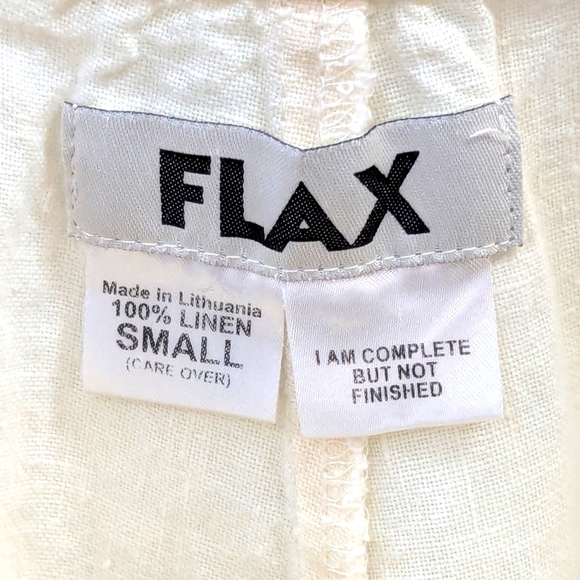 FLAX
Made in Lithuania
100% LINEN
SMALL
(CARE OVER)
I AM COMPLETE
BUT NOT
FINISHED